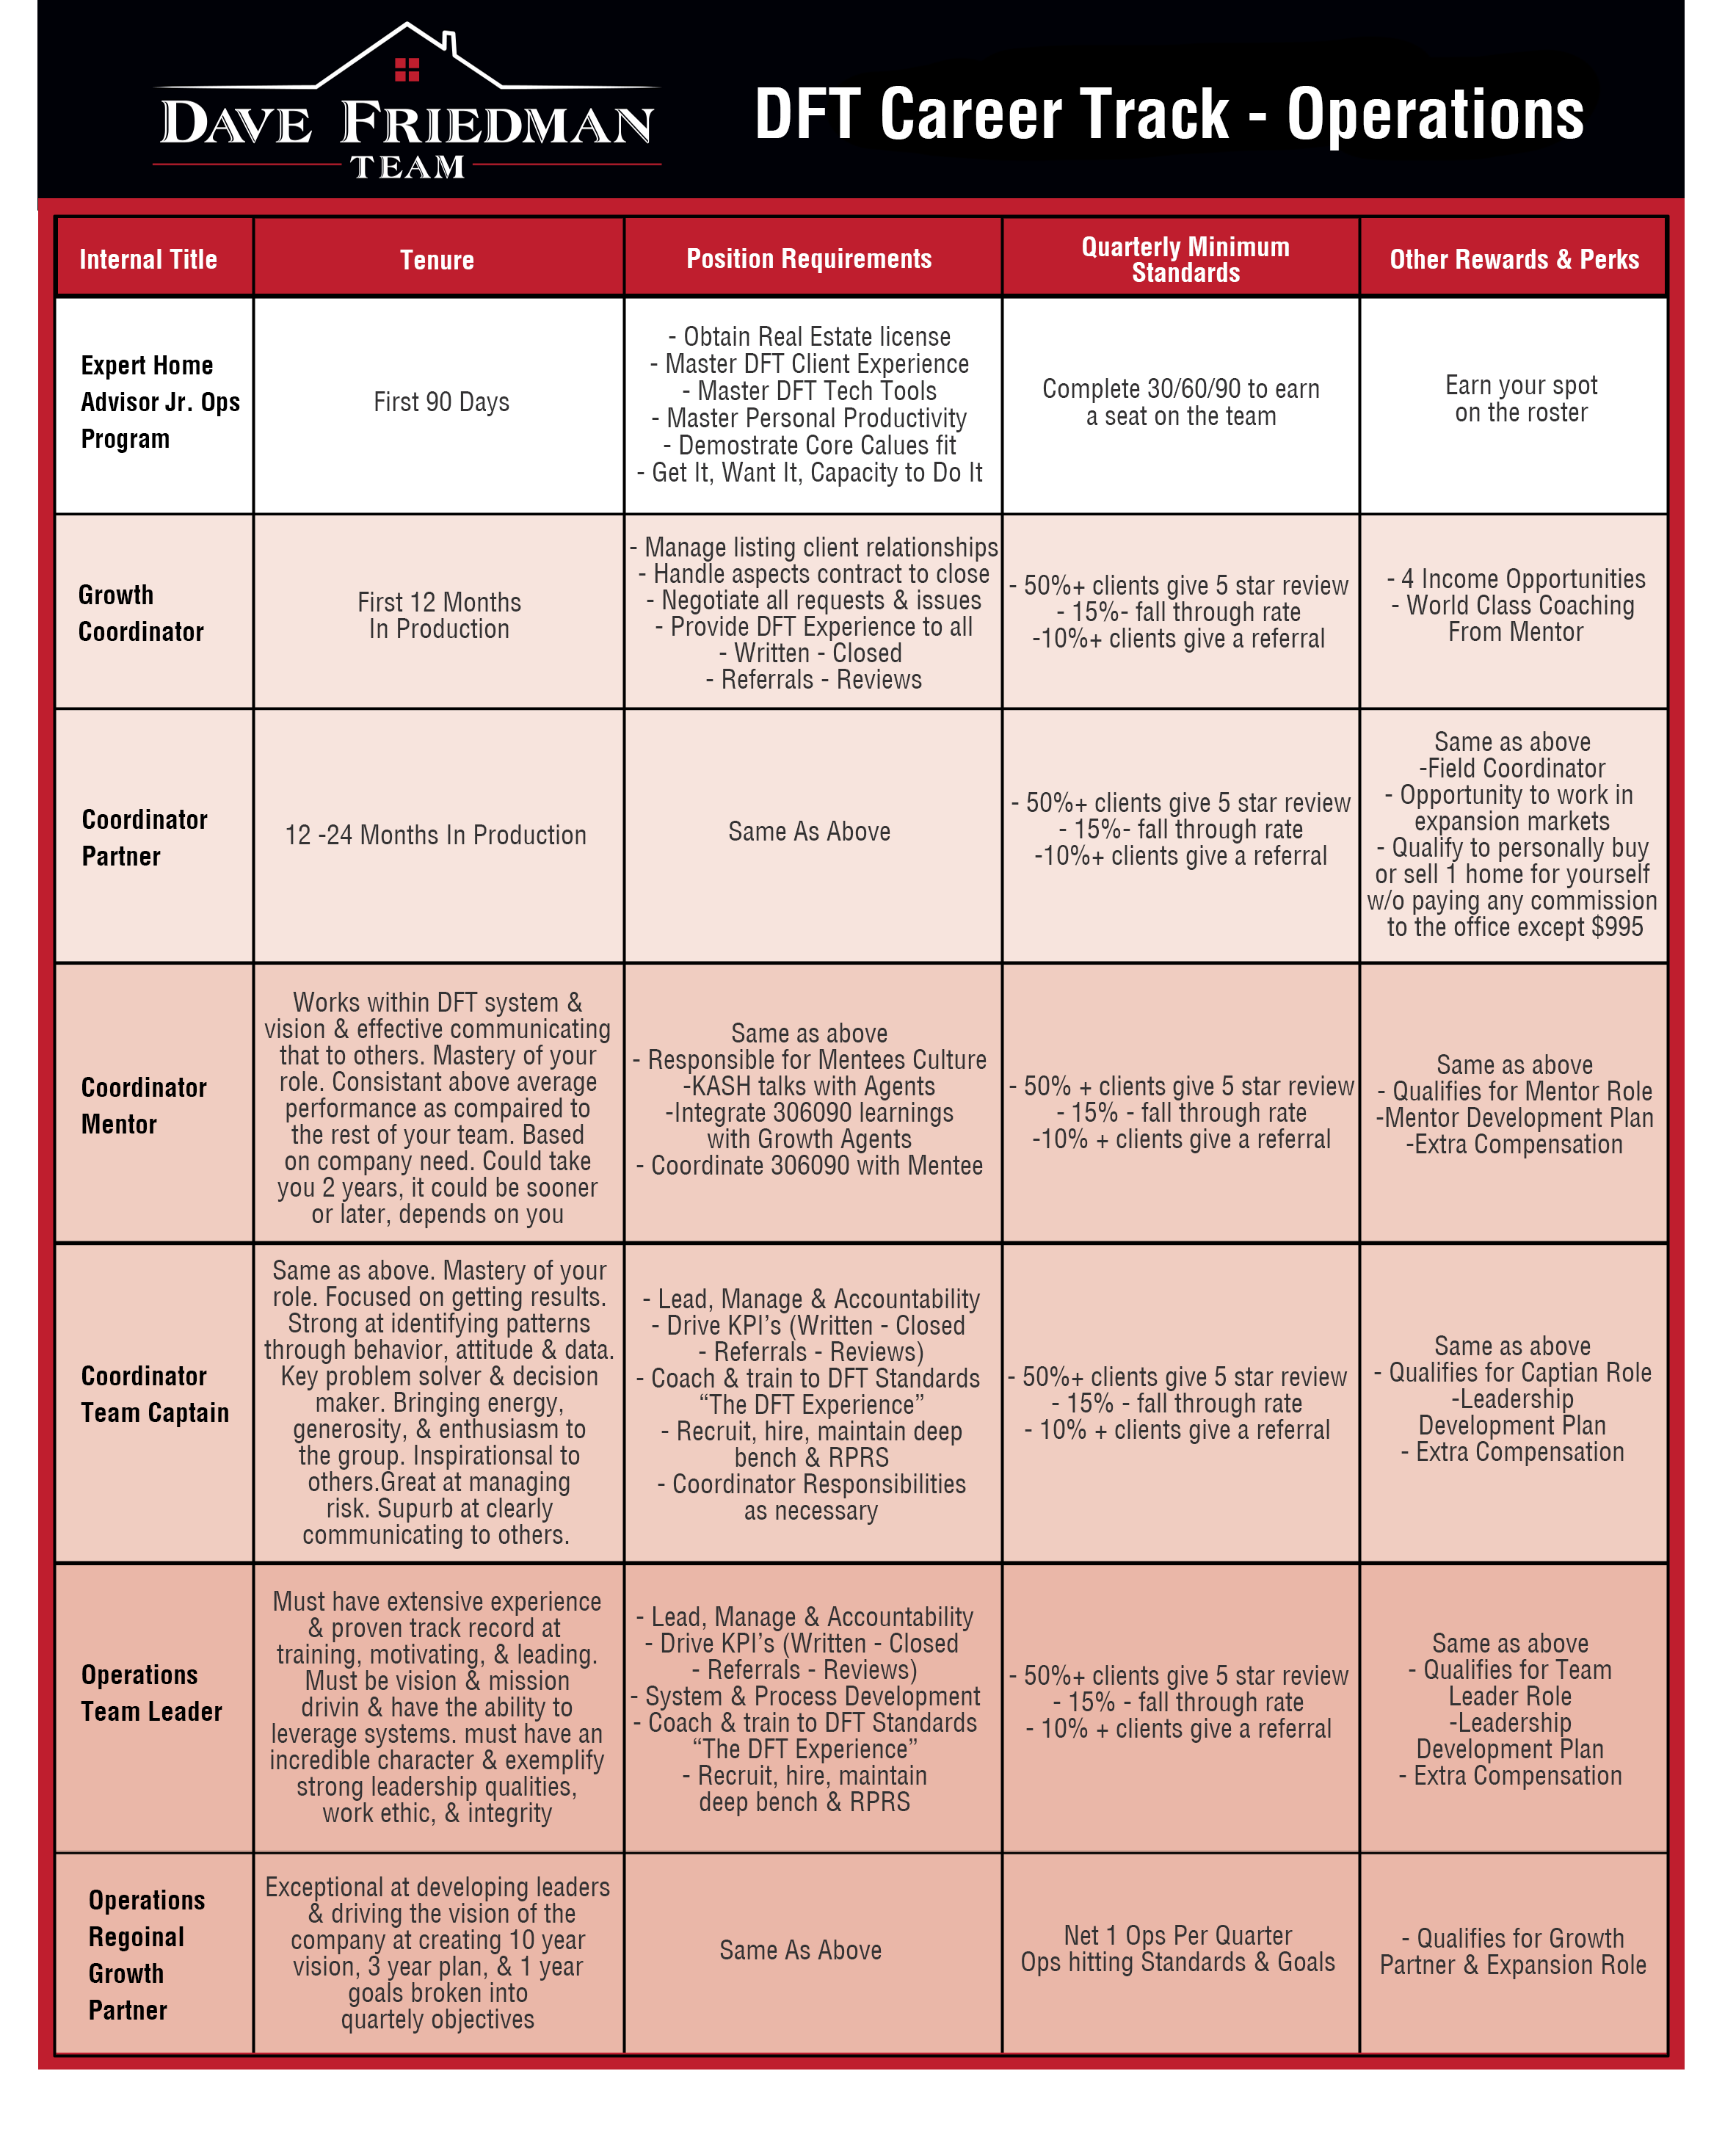 DAVE FRIEDMAN
TEAM
DFT Career Track - Operations
Internal Title
Tenure
Position Requirements
Quarterly Minimum
Standards
Other Rewards & Perks
Expert Home
Advisor Jr. Ops
Program
First 90 Days
- Obtain Real Estate license
- Master DFT Client Experience
- Master DFT Tech Tools
- Master Personal Productivity
- Demostrate Core Calues fit
- Get It, Want It, Capacity to Do It
Complete 30/60/90 to earn
a seat on the team
Earn your spot
on the roster
Growth
Coordinator
First 12 Months
In Production
- Manage listing client relationships
- Handle aspects contract to close
- Negotiate all requests & issues
- Provide DFT Experience to all
- Written - Closed
- Referrals - Reviews
- 50%+ clients give 5 star review
- 15%- fall through rate
-10%+ clients give a referral
- 4 Income Opportunities
- World Class Coaching
From Mentor
Coordinator
Partner
12 -24 Months In Production
Same As Above
- 50%+ clients give 5 star review
- 15%- fall through rate
-10%+ clients give a referral
Same as above
-Field Coordinator
- Opportunity to work in
expansion markets
- Qualify to personally buy
or sell 1 home for yourself
w/o paying any commission
to the office except $995
Coordinator
Mentor
Works within DFT system &
vision & effective communicating
that to others. Mastery of your
role. Consistant above average
performance as compaired to
the rest of your team. Based
on company need. Could take
you 2 years, it could be sooner
or later, depends on you
Same as above
- Responsible for Mentees Culture
-KASH talks with Agents
-Integrate 306090 learnings
with Growth Agents
- Coordinate 306090 with Mentee
- 50% + clients give 5 star review
- 15% - fall through rate
-10% + clients give a referral
Same as above
- Qualifies for Mentor Role
-Mentor Development Plan
-Extra Compensation
Coordinator
Team Captain
Same as above. Mastery of your
role. Focused on getting results.
Strong at identifying patterns
through behavior, attitude & data.
Key problem solver & decision
maker. Bringing energy,
generosity, & enthusiasm to
the group. Inspirationsal to
others.Great at managing
risk. Supurb at clearly
communicating to others.
- Lead, Manage & Accountability
- Drive KPI’s (Written - Closed
- Referrals - Reviews)
- Coach & train to DFT Standards
“The DFT Experience”
- Recruit, hire, maintain deep
bench & RPRS
- Coordinator Responsibilities
as necessary
- 50%+ clients give 5 star review
- 15% - fall through rate
- 10% + clients give a referral
Same as above
- Qualifies for Captian Role
-Leadership
Development Plan
- Extra Compensation
Operations
Team Leader
Must have extensive experience
& proven track record at
training, motivating, & leading.
Must be vision & mission
drivin & have the ability to
leverage systems. must have an
incredible character & exemplify
strong leadership qualities,
work ethic, & integrity
- Lead, Manage & Accountability
- Drive KPI’s (Written - Closed
- Referrals - Reviews)
- System & Process Development
- Coach & train to DFT Standards
“The DFT Experience”
- Recruit, hire, maintain
deep bench & RPRS
- 50%+ clients give 5 star review
- 15% - fall through rate
- 10% + clients give a referral
Same as above
- Qualifies for Team
Leader Role
-Leadership
Development Plan
- Extra Compensation
Operations
Regoinal
Growth
Partner
Exceptional at developing leaders
& driving the vision of the
company at creating 10 year
vision, 3 year plan, & 1 year
goals broken into
quartely objectives
Same As Above
Net 1 Ops Per Quarter
Ops hitting Standards & Goals
- Qualifies for Growth
Partner & Expansion Role